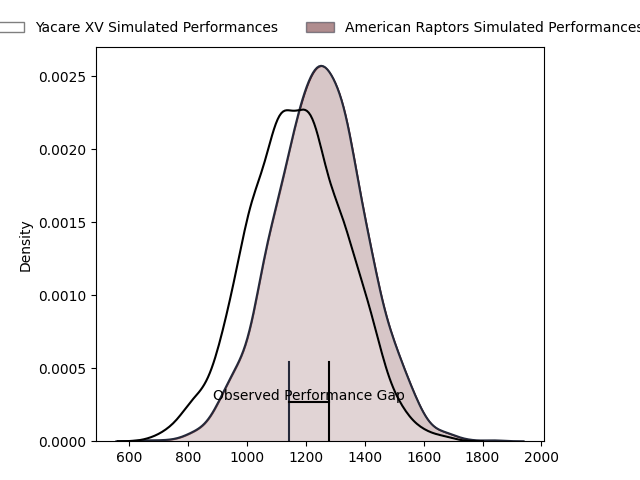 Yacare XV Simulated Performances
American Raptors Simulated Performances
0.0025
0.0020
0.0015
0.0010
0.0005
0.0000
Density
Observed Performance Gap
600 800 1000 1200 1400 1600 1800 2000